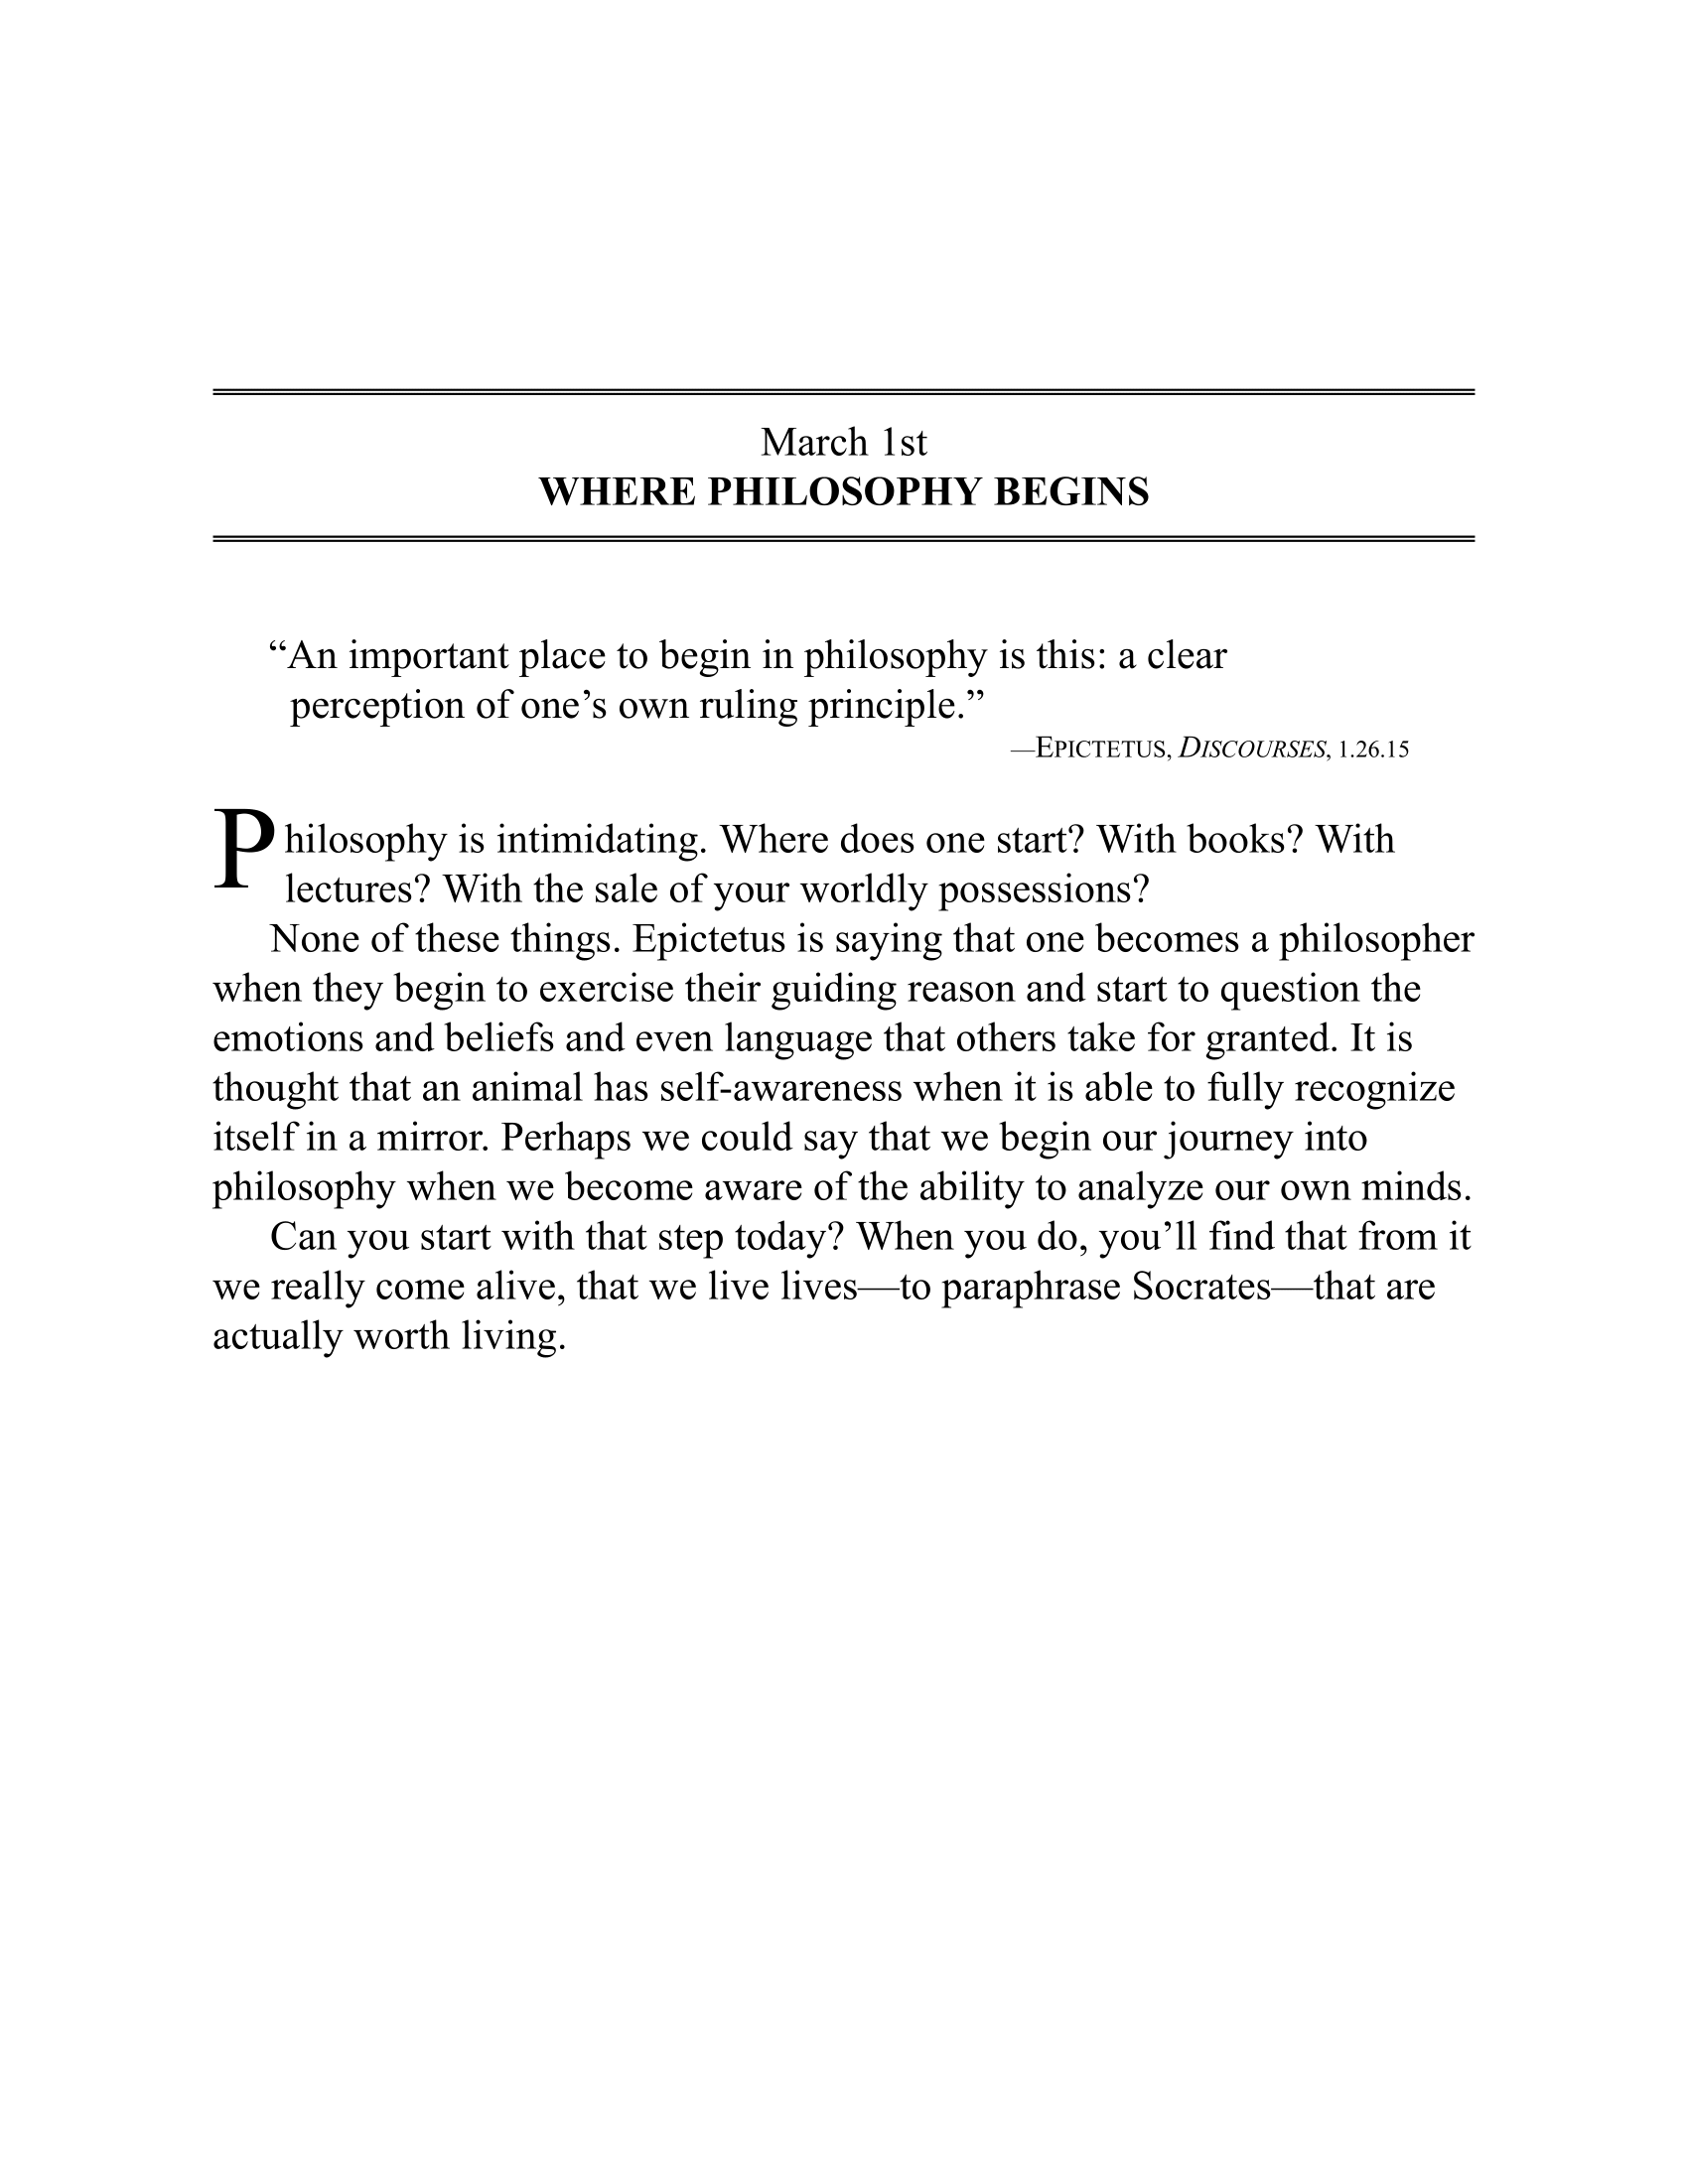 March 1st
WHERE PHILOSOPHY BEGINS
“An important place to begin in philosophy is this: a clear
perception of one’s own ruling principle.”
—EPICTETUS, DISCOURSES, 1.26.15
Philosophy is intimidating. Where does one start? With books? With
lectures? With the sale of your worldly possessions?
None of these things. Epictetus is saying that one becomes a philosopher
when they begin to exercise their guiding reason and start to question the
emotions and beliefs and even language that others take for granted. It is
thought that an animal has self-awareness when it is able to fully recognize
itself in a mirror. Perhaps we could say that we begin our journey into
philosophy when we become aware of the ability to analyze our own minds.
Can you start with that step today? When you do, you’ll find that from it
we really come alive, that we live lives—to paraphrase Socrates—that are
actually worth living.